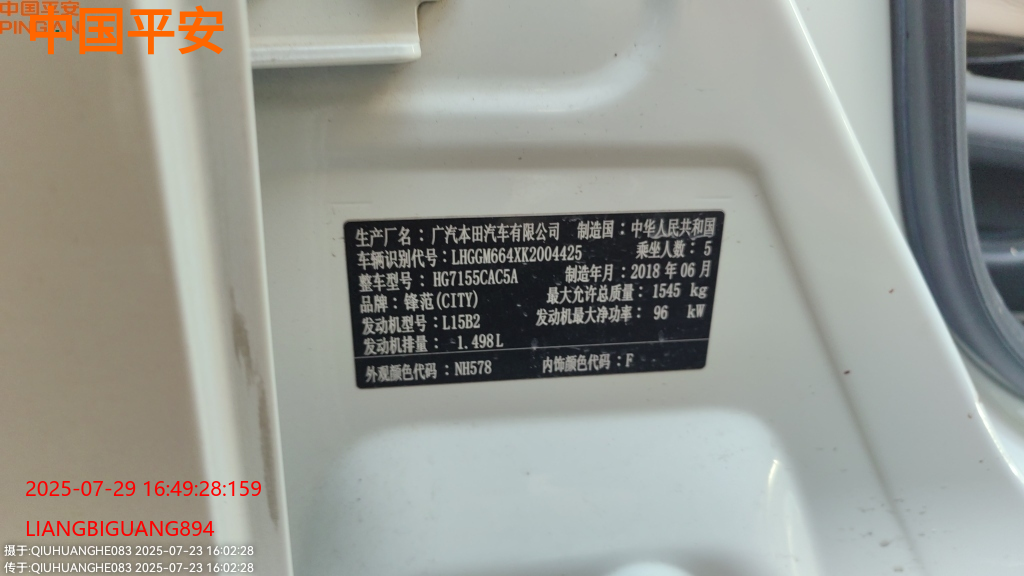 中国平安
PINGAN
中国平安
生产厂名：广汽本田汽车有限公司 制造国：中华人民共和国
车辆识别代号：LHGGM664XK2004425 乘坐人数：5
整车型号：HG7155CAC5A 制造年月：2018 年 06 月
品牌：锋范(CITY) 最大允许总质量：1545 kg
发动机型号：L15B2 发动机最大净功率：96 kW
发动机排量：1.498L
外观颜色代码：NH578 内饰颜色代码：F
2025-07-29 16:49:28:159
LIANGBIGUANG894
摄于:QIUHUANGHE083 2025-07-23 16:02:28
传于:QIUHUANGHE083 2025-07-23 16:02:28